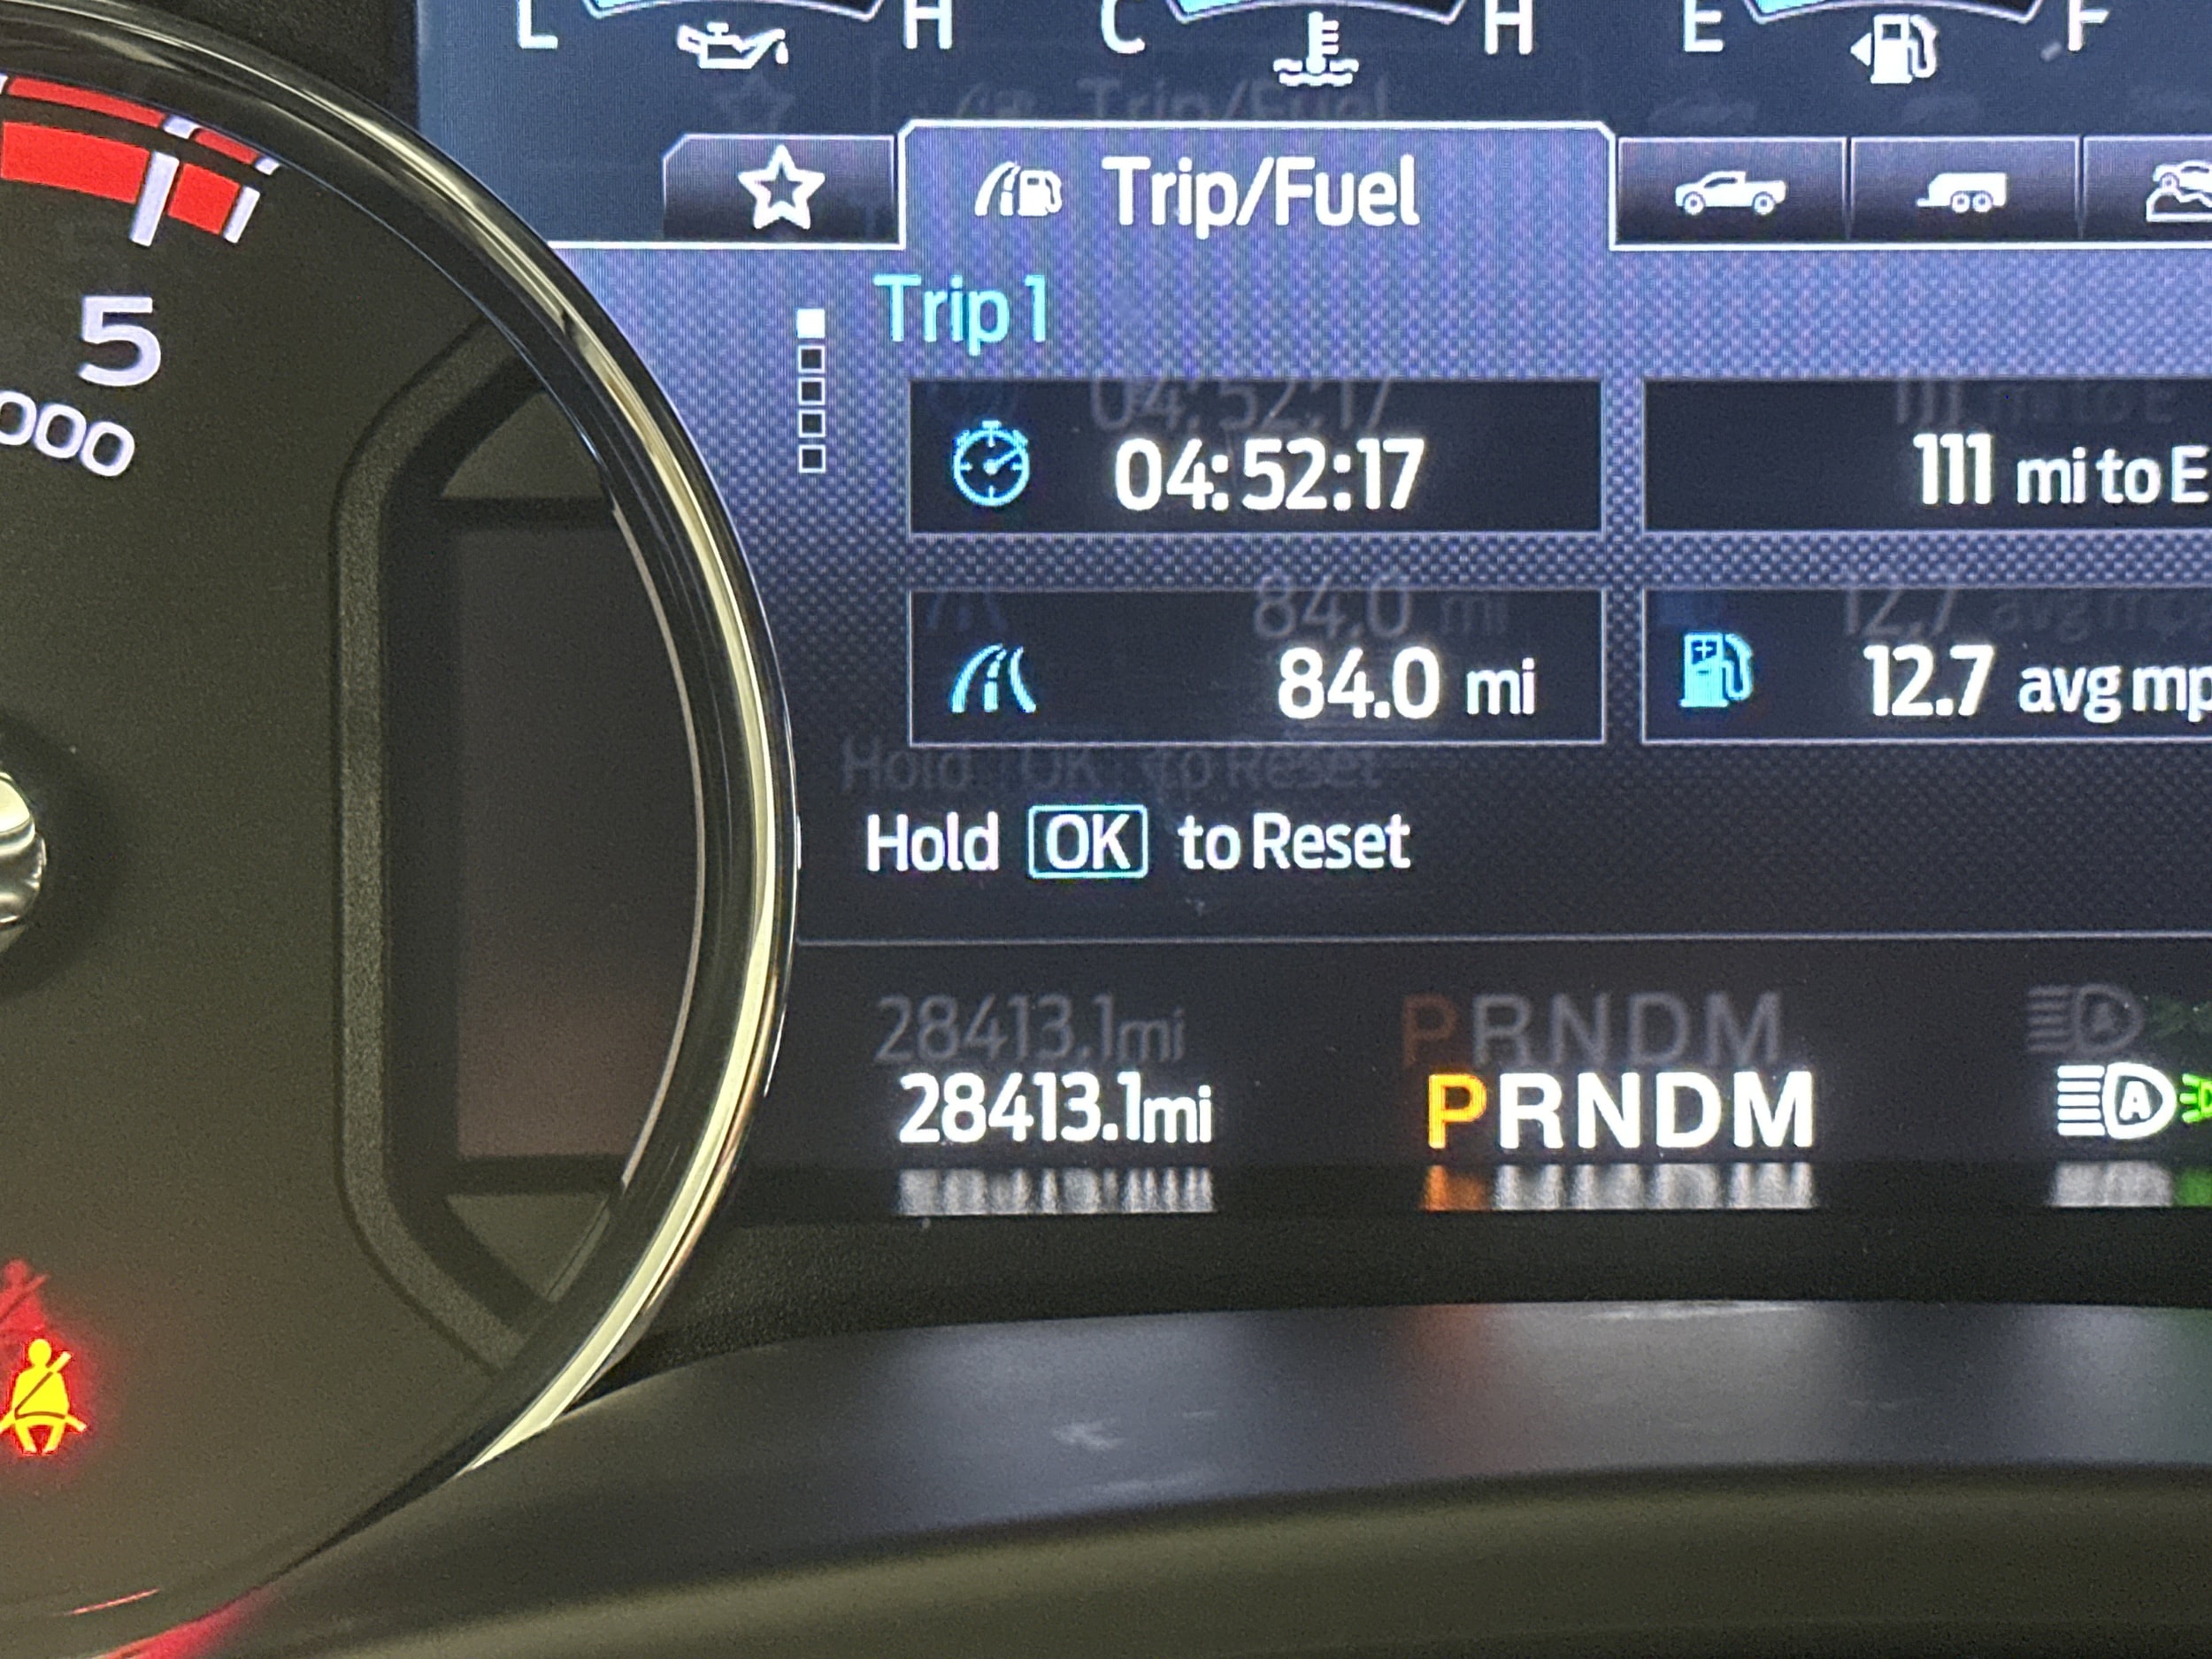 L H C H E F
Trip/Fuel
5
000
Trip 1
04:52:17
111 mi to E
84.0 mi
12.7 avg mp
Hold OK to Reset
28413.1mi
PRNDM
A